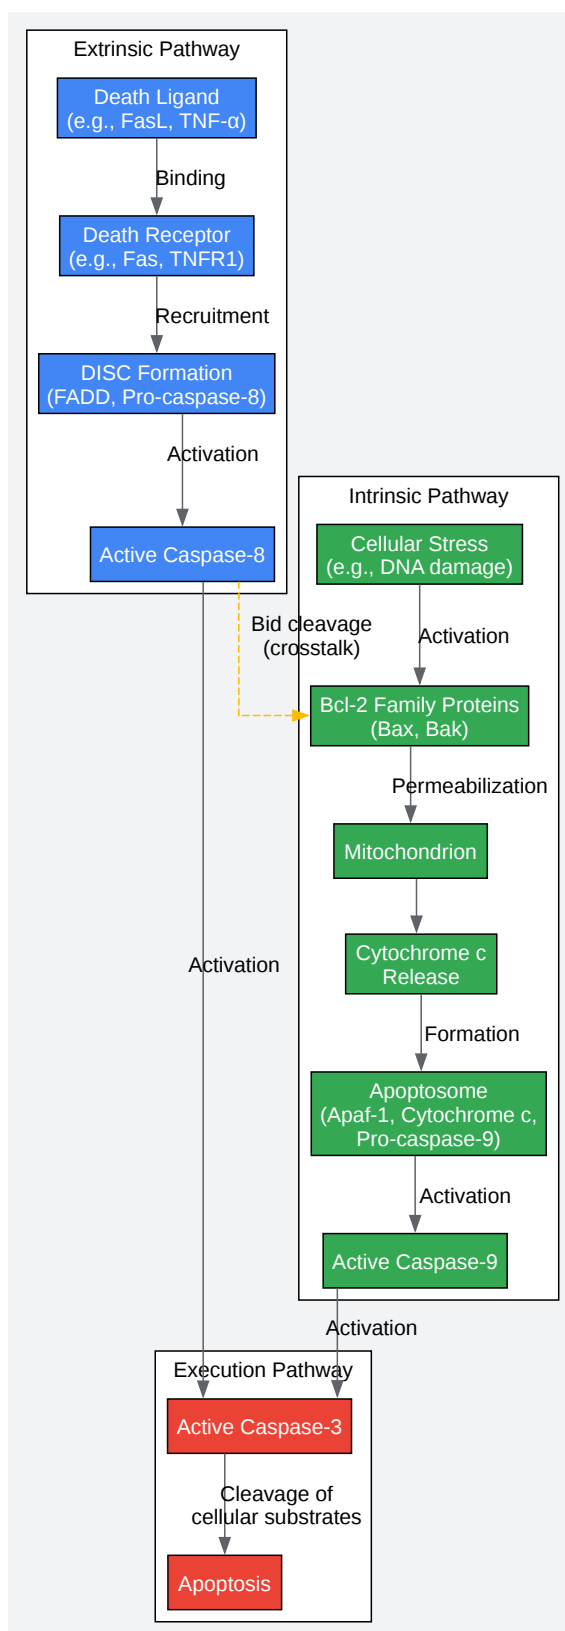 Extrinsic Pathway
Death Ligand
(e.g., FasL, TNF-α)
Binding
Death Receptor
(e.g., Fas, TNFR1)
Recruitment
DISC Formation
(FADD, Pro-caspase-8)
Activation
Active Caspase-8
Intrinsic Pathway
Cellular Stress
(e.g., DNA damage)
Bid cleavage
(crosstalk)
Activation
Bcl-2 Family Proteins
(Bax, Bak)
Permeabilization
Mitochondrion
Cytochrome c
Release
Activation
Formation
Apoptosome
(Apaf-1, Cytochrome c,
Pro-caspase-9)
Activation
Active Caspase-9
Activation
Execution Pathway
Active Caspase-3
Cleavage of
cellular substrates
Apoptosis